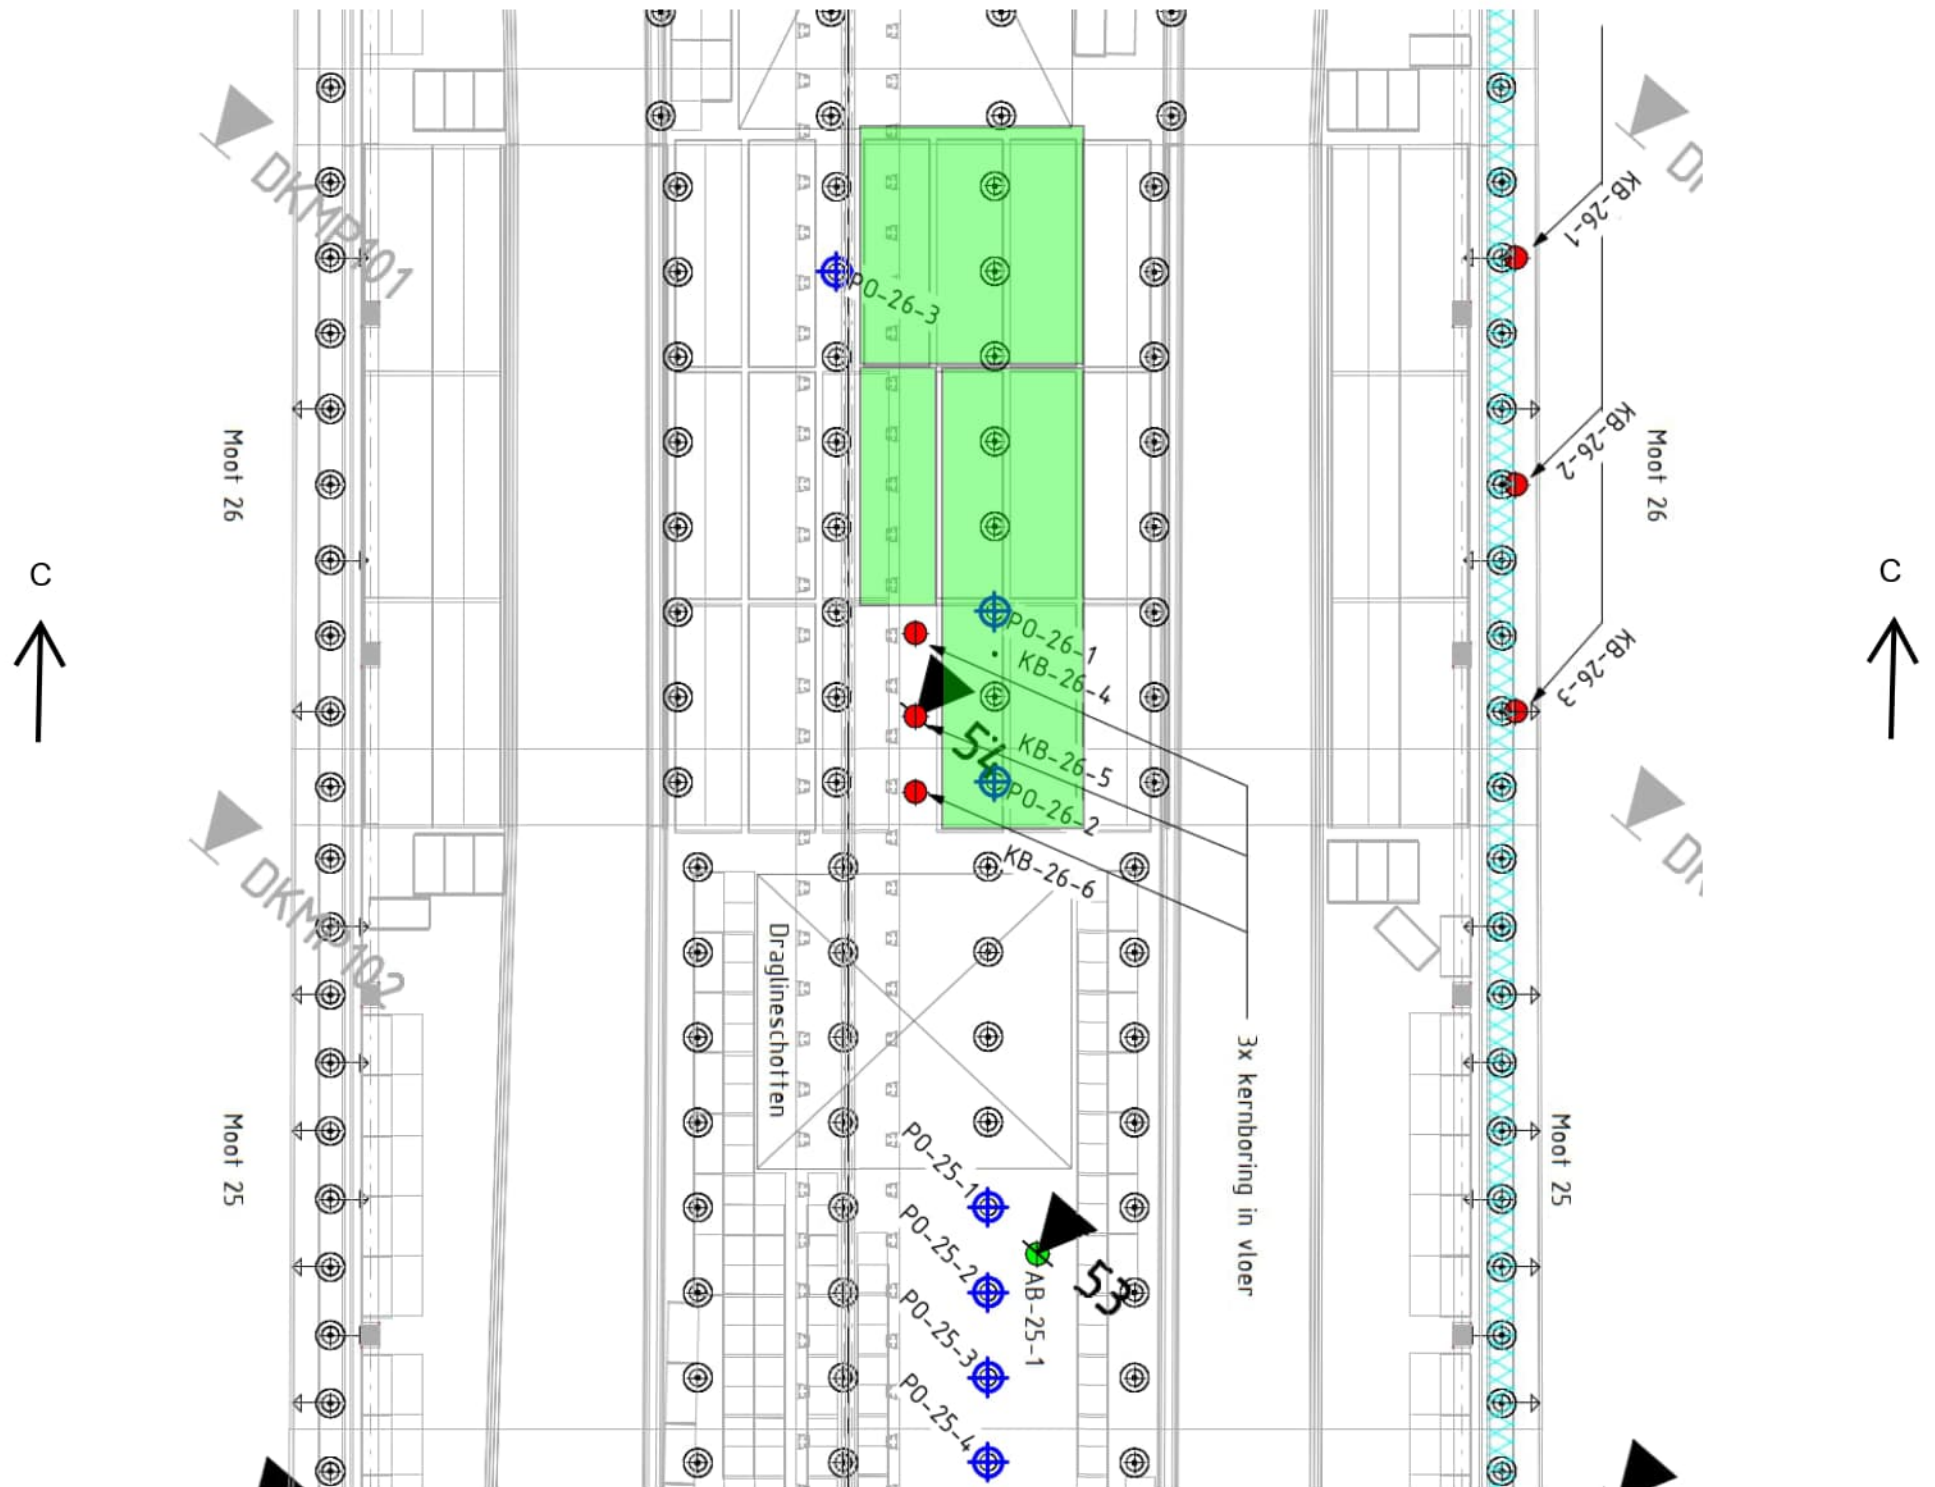 DKMP101
D
KB-26-1
PO-26-3
Moot 26
KB-26-2
Moot 26
C
C
PO-26-1
KB-26-4
KB-26-3
54
KB-26-5
PO-26-2
KB-26-6
DKMP102
D
Draglineschotten
3x kernboring in vloer
Moot 25
PO-25-1
Moot 25
PO-25-2
53
AB-25-1
PO-25-3
PO-25-4